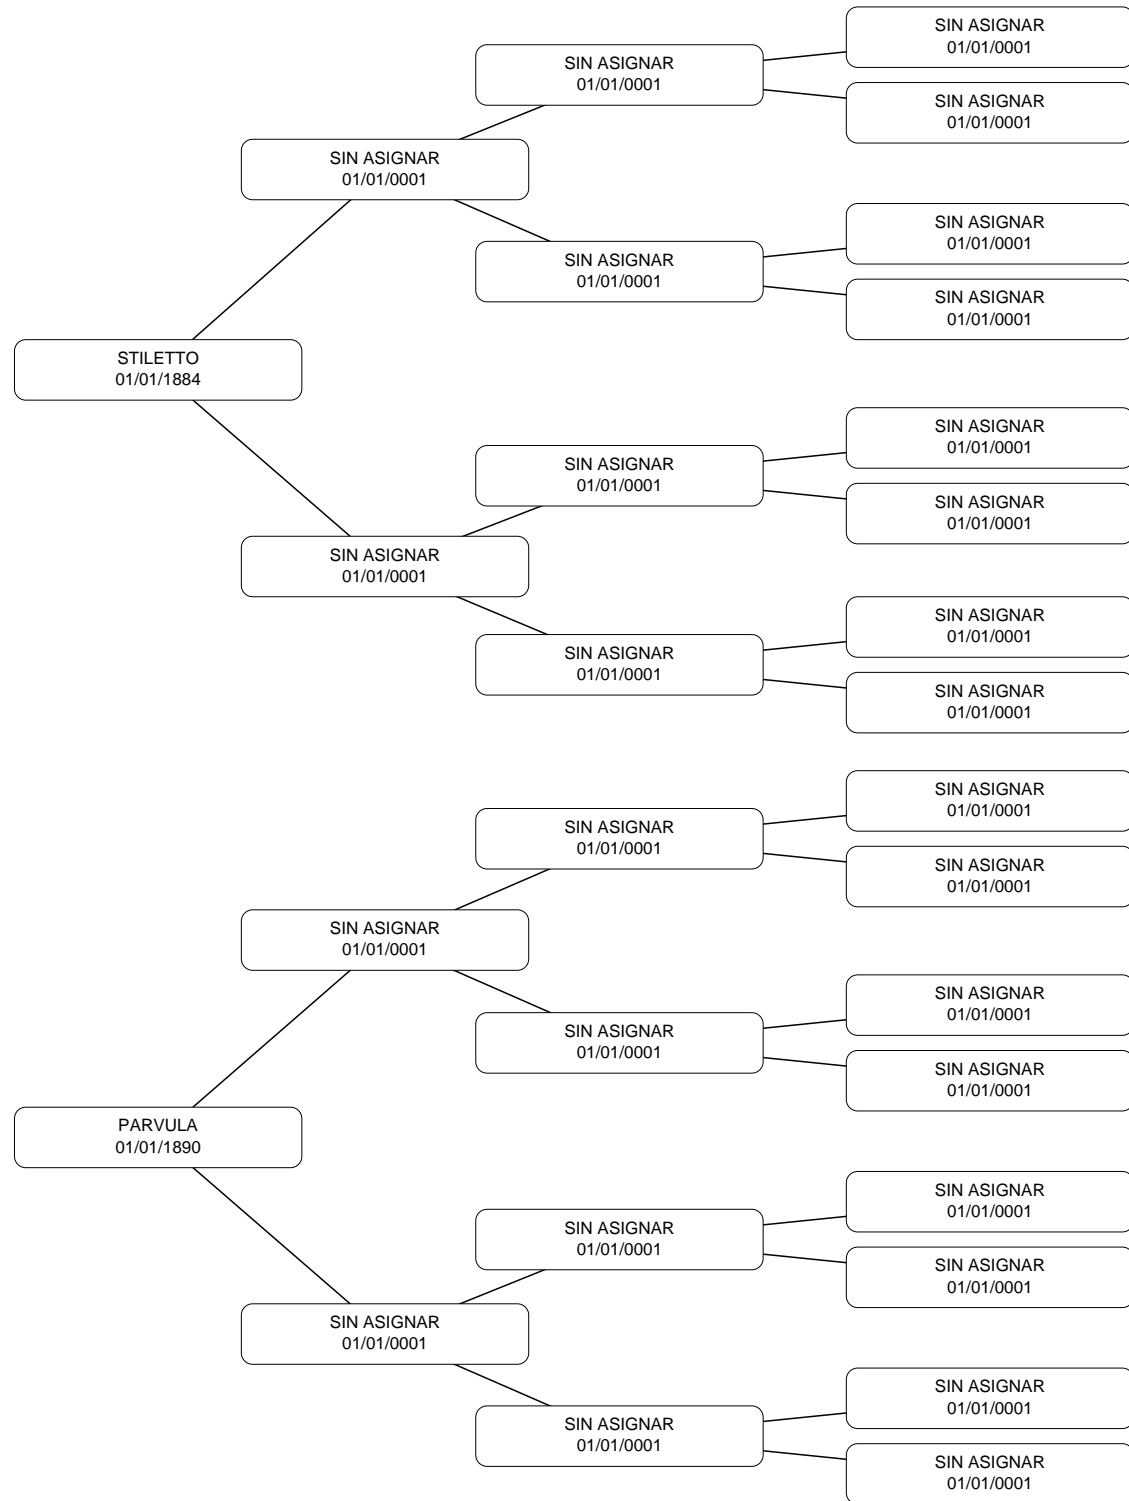 SIN ASIGNAR
01/01/0001
SIN ASIGNAR
01/01/0001
SIN ASIGNAR
01/01/0001
SIN ASIGNAR
01/01/0001
SIN ASIGNAR
01/01/0001
SIN ASIGNAR
01/01/0001
SIN ASIGNAR
01/01/0001
STILETTO
01/01/1884
SIN ASIGNAR
01/01/0001
SIN ASIGNAR
01/01/0001
SIN ASIGNAR
01/01/0001
SIN ASIGNAR
01/01/0001
SIN ASIGNAR
01/01/0001
SIN ASIGNAR
01/01/0001
SIN ASIGNAR
01/01/0001
SIN ASIGNAR
01/01/0001
SIN ASIGNAR
01/01/0001
SIN ASIGNAR
01/01/0001
SIN ASIGNAR
01/01/0001
SIN ASIGNAR
01/01/0001
SIN ASIGNAR
01/01/0001
SIN ASIGNAR
01/01/0001
PARVULA
01/01/1890
SIN ASIGNAR
01/01/0001
SIN ASIGNAR
01/01/0001
SIN ASIGNAR
01/01/0001
SIN ASIGNAR
01/01/0001
SIN ASIGNAR
01/01/0001
SIN ASIGNAR
01/01/0001
SIN ASIGNAR
01/01/0001